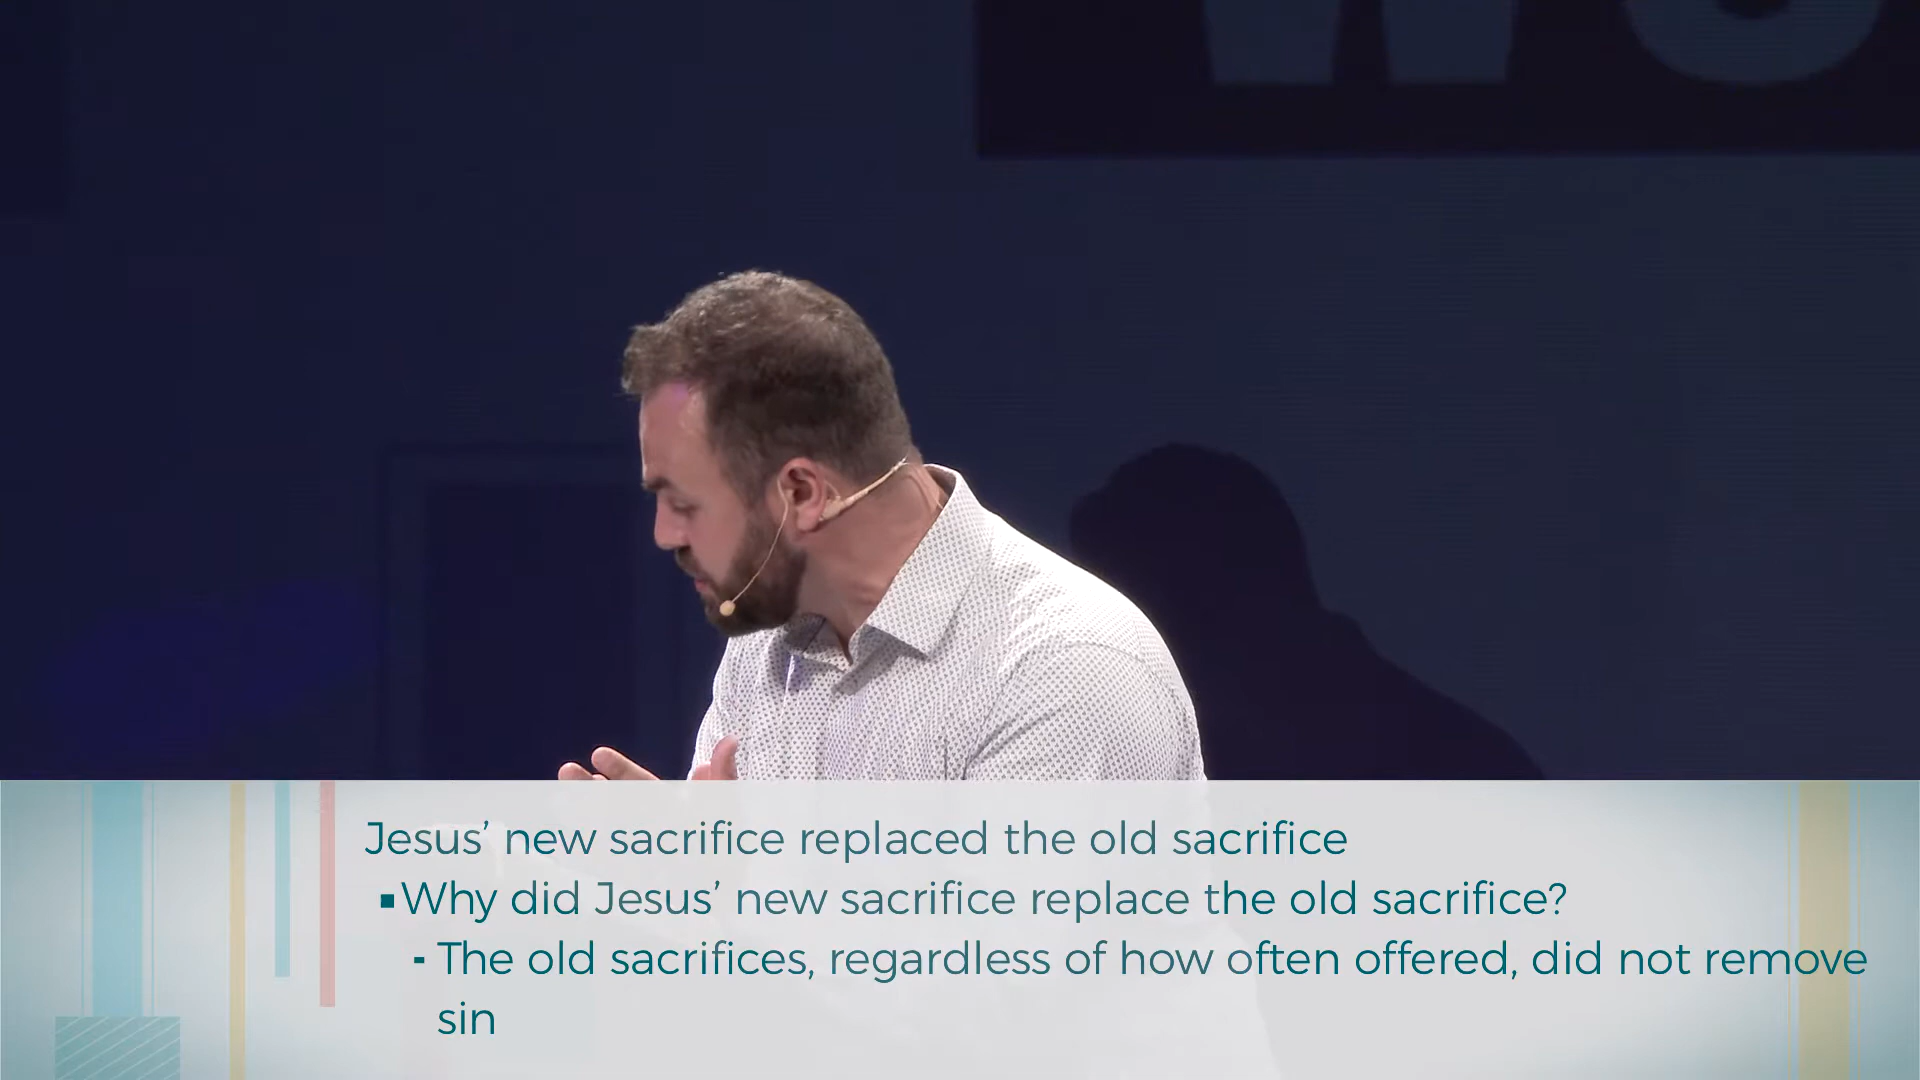 Jesus’ new sacrifice replaced the old sacrifice
▪Why did Jesus’ new sacrifice replace the old sacrifice?
- The old sacrifices, regardless of how often offered, did not remove
sin